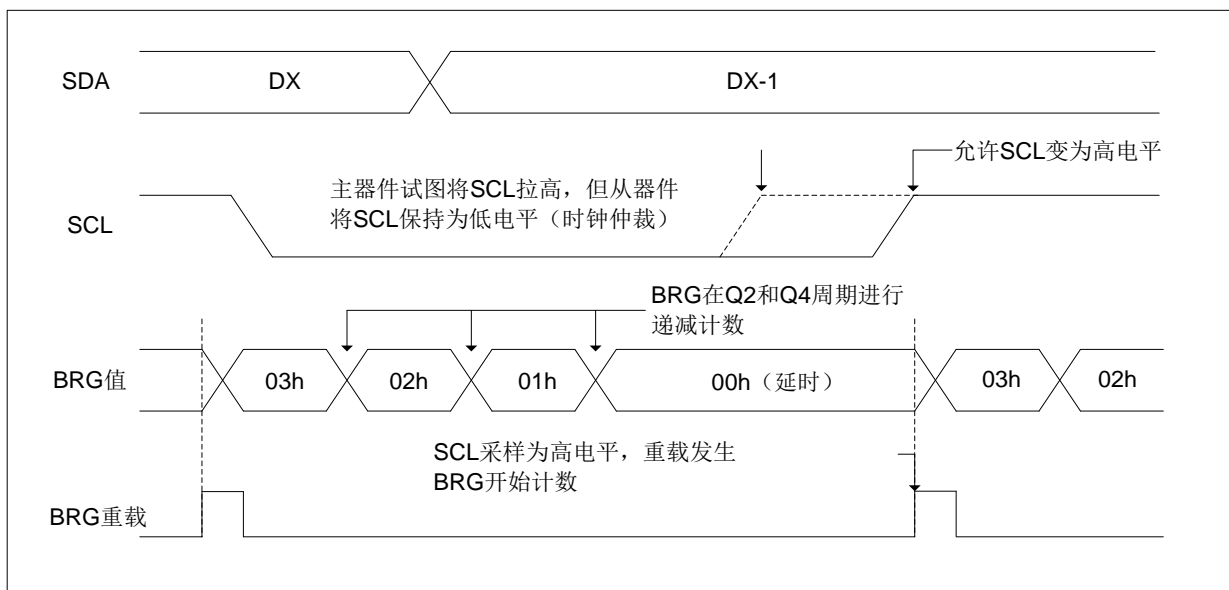 SDA
DX
DX-1
允许SCL变为高电平
主器件试图将SCL拉高，但从器件
将SCL保持为低电平（时钟仲裁）
SCL
BRG在Q2和Q4周期进行
递减计数
BRG值
03h
02h
01h
00h（延时）
03h
02h
SCL采样为高电平，重载发生
BRG开始计数
BRG重载